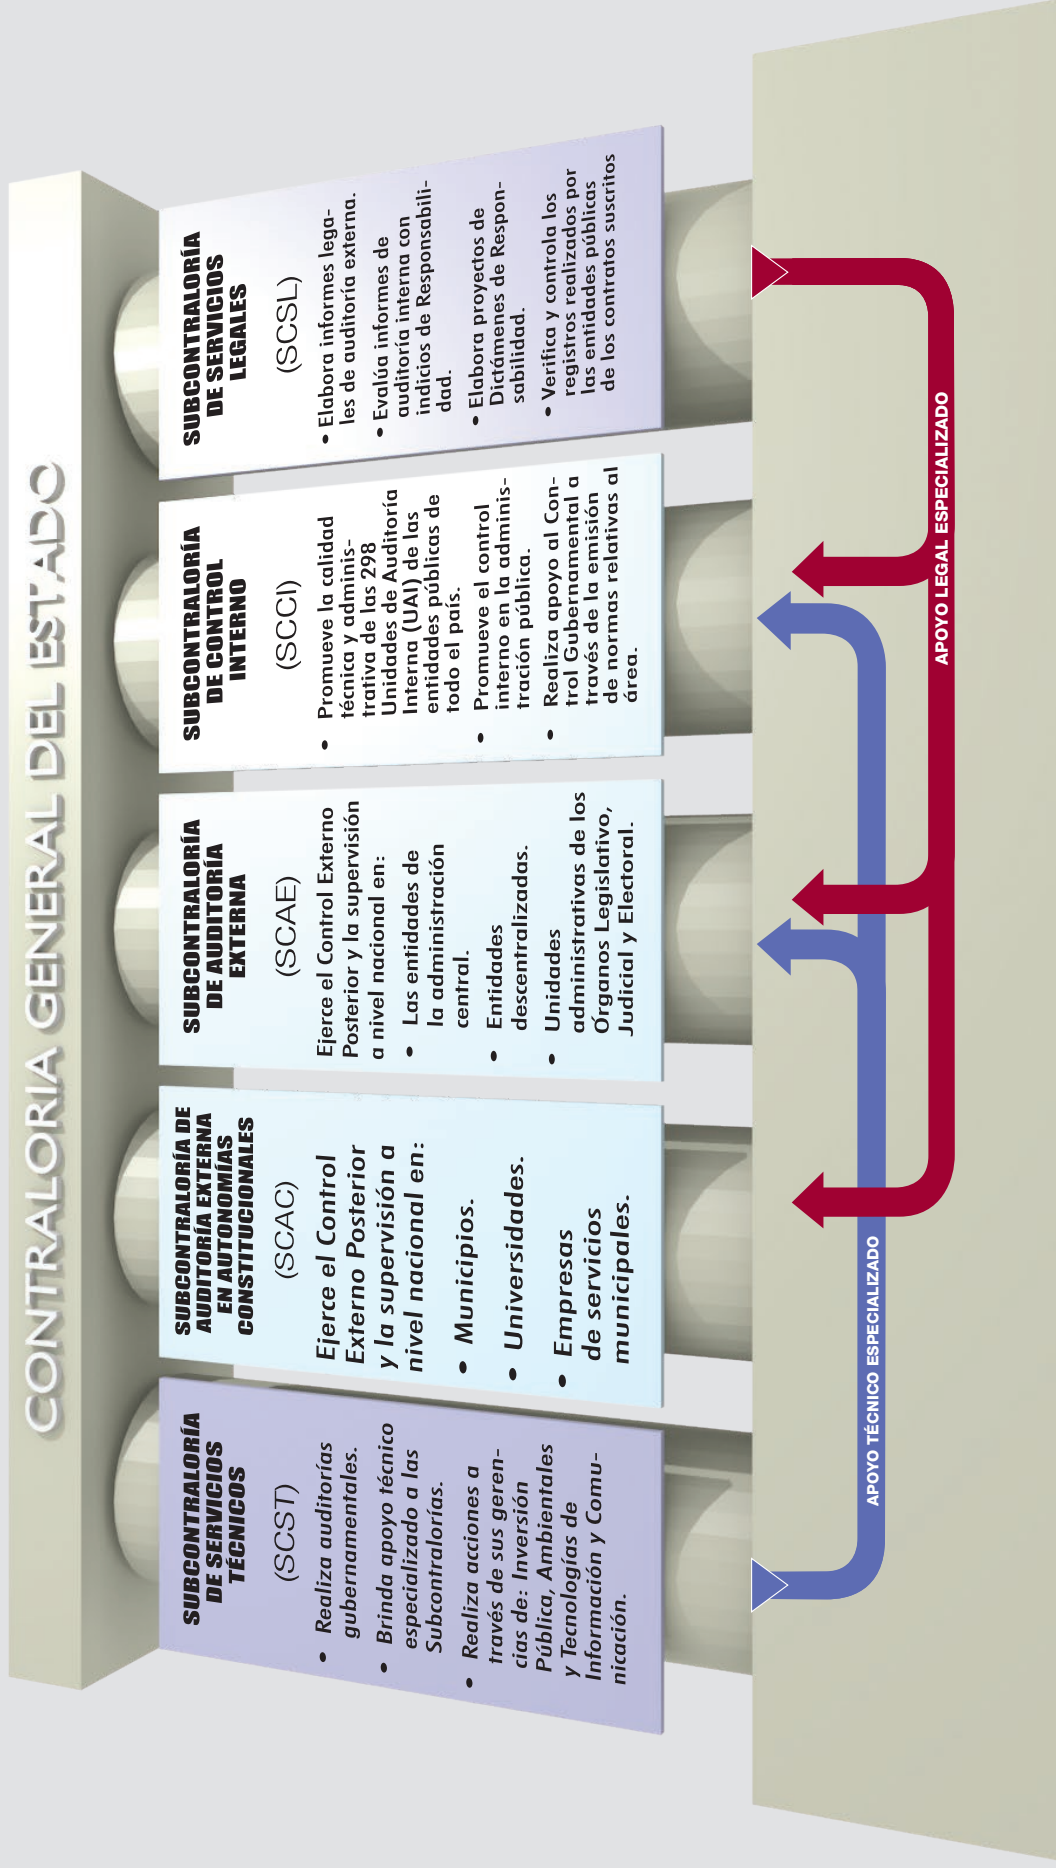 CONTRALORIA GENERAL DEL ESTADO
SUBCONTRALORÍA
DE SERVICIOS
TÉCNICOS
(SCST)
• Realiza auditorías
gubernamentales.
• Brinda apoyo técnico
especializado a las
Subcontralorías.
• Realiza acciones a
través de sus geren-
cias de: Inversión
Pública, Ambientales
y Tecnologías de
Información y Comu-
nicación.
SUBCONTRALORÍA DE
AUDITORÍA EXTERNA
EN AUTONOMÍAS
CONSTITUCIONALES
(SCAC)
Ejerce el Control
Externo Posterior
y la supervisión a
nivel nacional en:
• Municipios.
• Universidades.
• Empresas
de servicios
municipales.
SUBCONTRALORÍA
DE AUDITORÍA
EXTERNA
(SCAE)
Ejerce el Control Externo
Posterior y la supervisión
a nivel nacional en:
• Las entidades de
la administración
central.
• Entidades
descentralizadas.
• Unidades
administrativas de los
Órganos Legislativo,
Judicial y Electoral.
SUBCONTRALORÍA
DE CONTROL
INTERNO
(SCCI)
• Promueve la calidad
técnica y adminis-
trativa de las 298
Unidades de Auditoría
Interna (UAI) de las
entidades públicas de
todo el país.
• Promueve el control
interno en la adminis-
tración pública.
• Realiza apoyo al Con-
trol Gubernamental a
través de la emisión
de normas relativas al
área.
SUBCONTRALORÍA
DE SERVICIOS
LEGALES
(SCSL)
• Elabora informes lega-
les de auditoría externa.
• Evalúa informes de
auditoría interna con
indicios de Responsabili-
dad.
• Elabora proyectos de
Dictámenes de Respon-
sabilidad.
• Verifica y controla los
registros realizados por
las entidades públicas
de los contratos suscritos
APOYO TÉCNICO ESPECIALIZADO
APOYO LEGAL ESPECIALIZADO